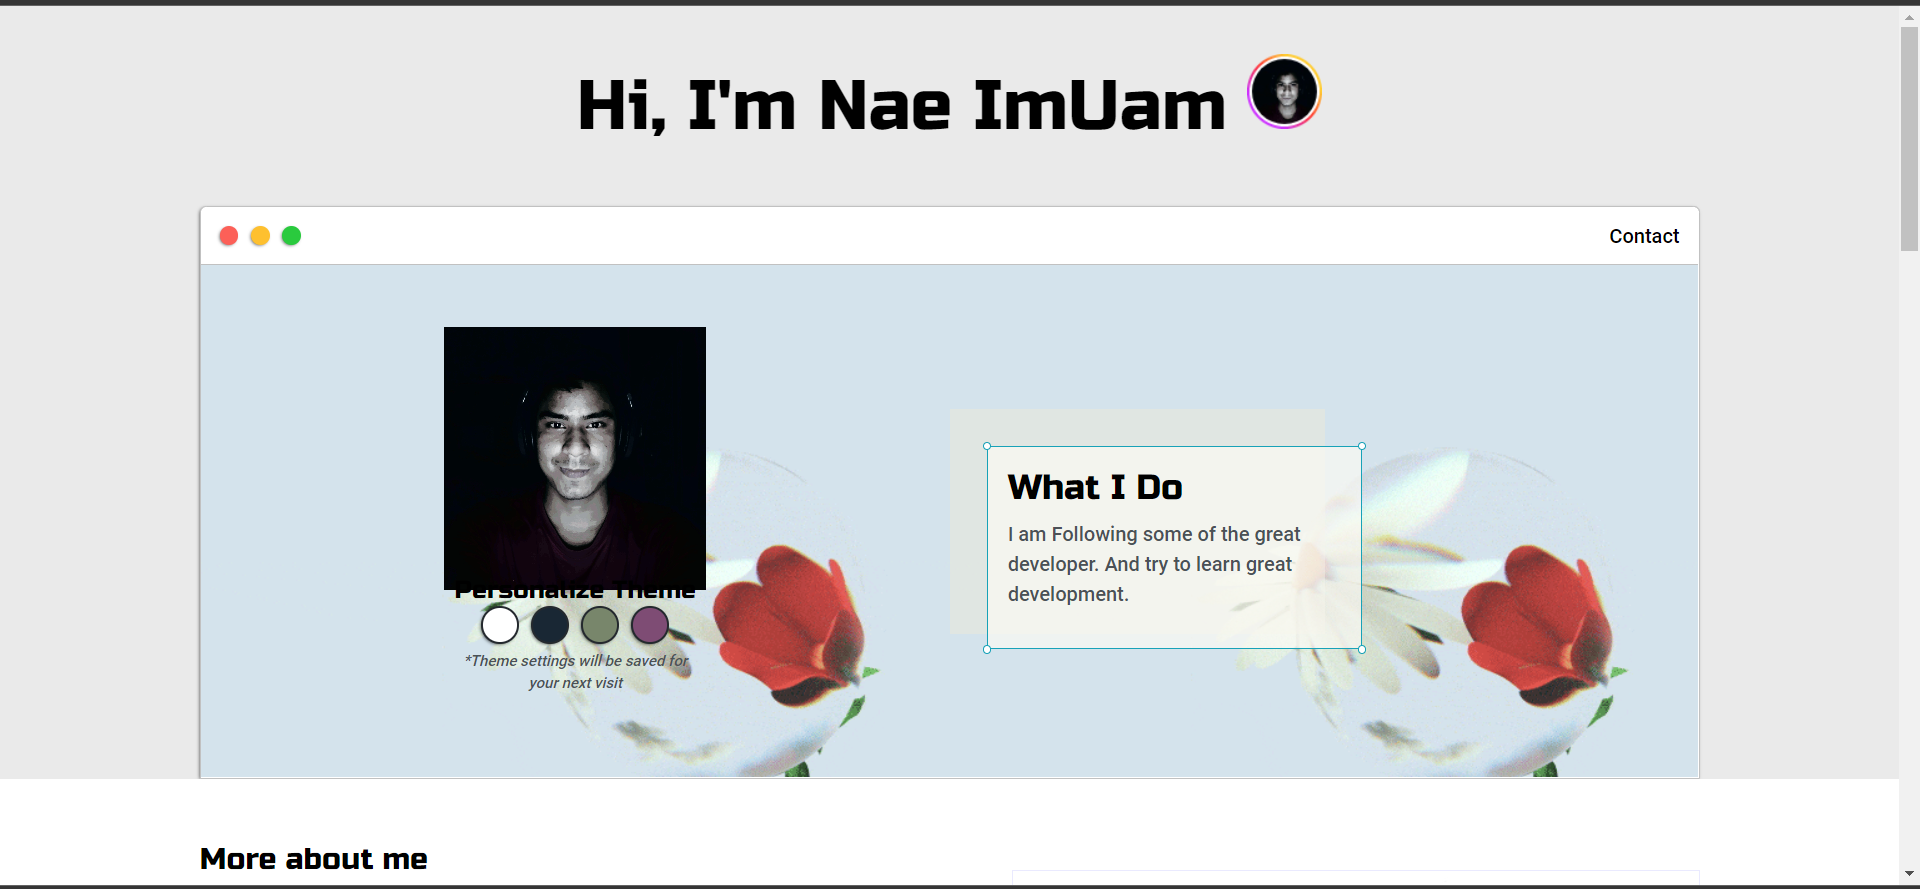 Hi, I'm Nae ImUam
Contact
What I Do
I am Following some of the great
developer. And try to learn great
development.
Personalize Theme
*Theme settings will be saved for
your next visit
More about me